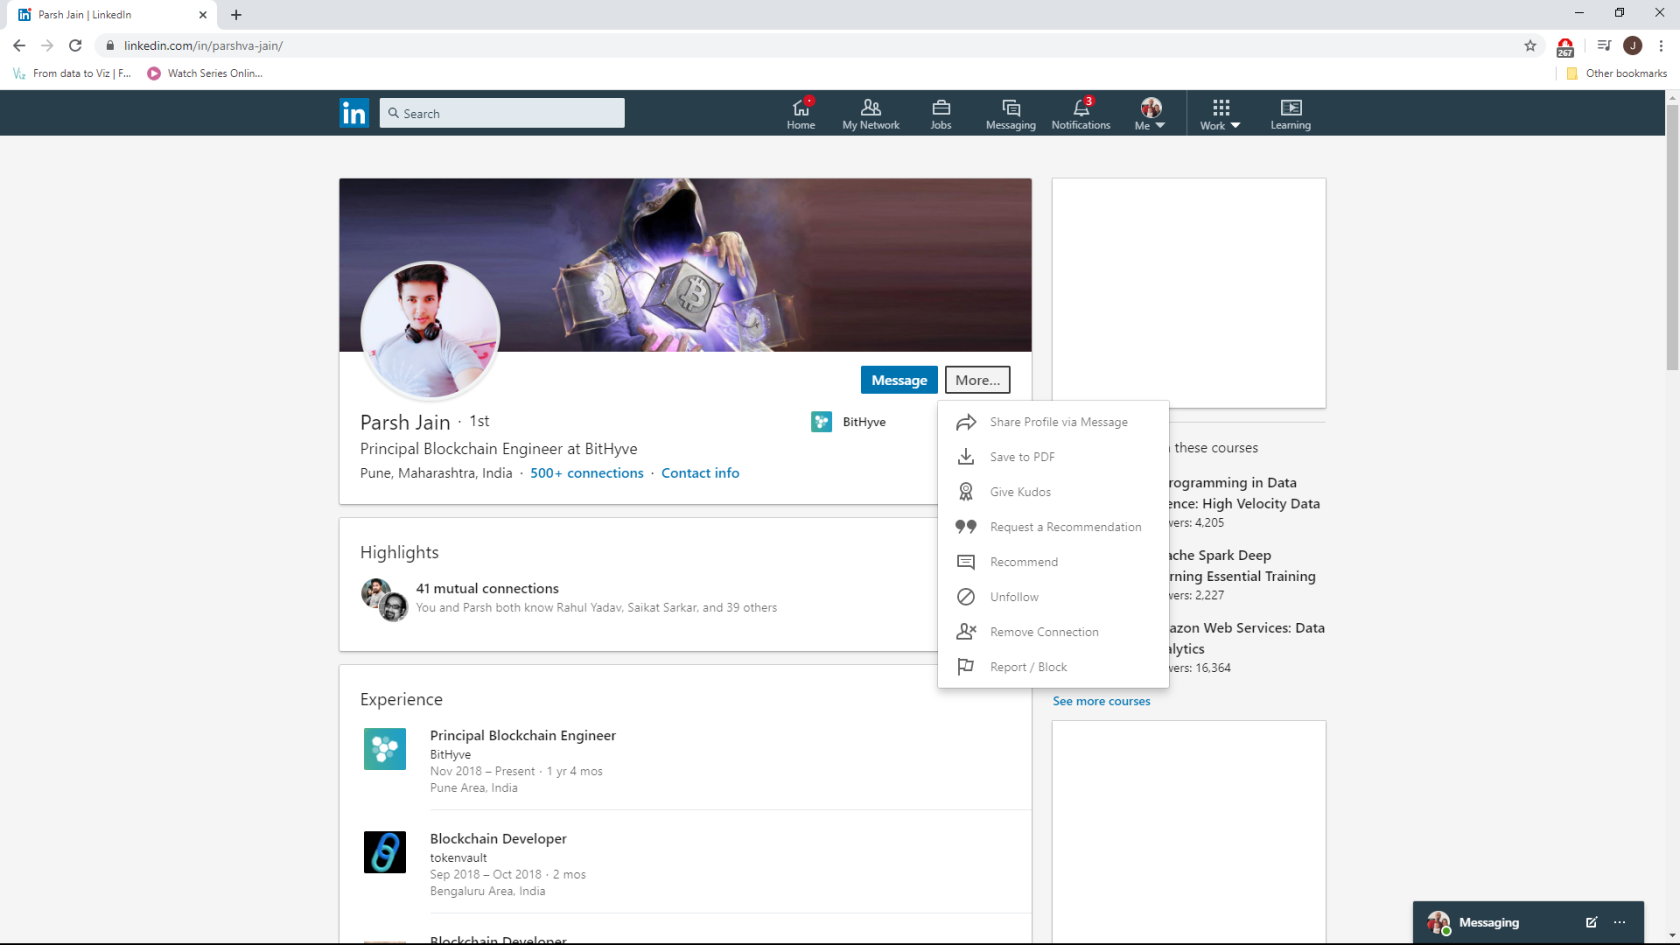 Parsh Jain | LinkedIn
linkedin.com/in/parshva-jain/
267
J
From data to Viz | F...
Watch Series Onlin...
Other bookmarks
in
Search
Home
My Network
Jobs
Messaging
3
Notifications
Me
Work
Learning
Message
More...
Parsh Jain · 1st
BitHyve
Principal Blockchain Engineer at BitHyve
Pune, Maharashtra, India · 500+ connections · Contact info
Share Profile via Message
Save to PDF
Give Kudos
Request a Recommendation
Recommend
Unfollow
Remove Connection
Report / Block
these courses
rogramming in Data
ence: High Velocity Data
wers: 4,205
ache Spark Deep
rning Essential Training
wers: 2,227
azon Web Services: Data
alytics
wers: 16,364
See more courses
Highlights
41 mutual connections
You and Parsh both know Rahul Yadav, Saikat Sarkar, and 39 others
Experience
Principal Blockchain Engineer
BitHyve
Nov 2018 – Present · 1 yr 4 mos
Pune Area, India
Blockchain Developer
tokenvault
Sep 2018 – Oct 2018 · 2 mos
Bengaluru Area, India
Blockchain Developer
Messaging